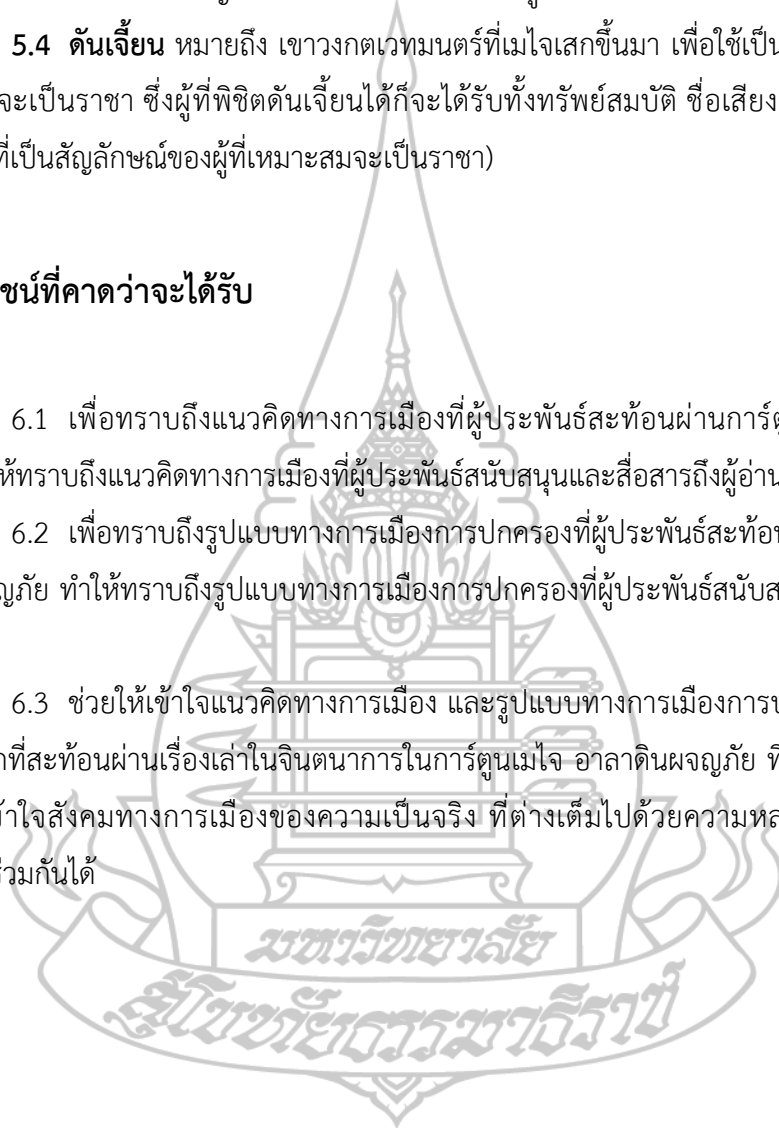 5.4 ดันเจี้ยน หมายถึง เขาวงกตเวทมนตร์ที่เมไจเสกขึ้นมา เพื่อใช้เป็น
จะเป็นราชา ซึ่งผู้ที่พิชิตดันเจี้ยนได้ก็จะได้รับทั้งทรัพย์สมบัติ ชื่อเสียง
ที่เป็นสัญลักษณ์ของผู้ที่เหมาะสมจะเป็นราชา)
ชน์ที่คาดว่าจะได้รับ
6.1 เพื่อทราบถึงแนวคิดทางการเมืองที่ผู้ประพันธ์สะท้อนผ่านการ์ตู
ให้ทราบถึงแนวคิดทางการเมืองที่ผู้ประพันธ์สนับสนุนและสื่อสารถึงผู้อ่าน
6.2 เพื่อทราบถึงรูปแบบทางการเมืองการปกครองที่ผู้ประพันธ์สะท้อน
ญภัย ทำให้ทราบถึงรูปแบบทางการเมืองการปกครองที่ผู้ประพันธ์สนับส
6.3 ช่วยให้เข้าใจแนวคิดทางการเมือง และรูปแบบทางการเมืองการป
ที่สะท้อนผ่านเรื่องเล่าในจินตนาการในการ์ตูนเมไจ อาลาดินผจญภัย ที
ข้าใจสังคมทางการเมืองของความเป็นจริง ที่ต่างเต็มไปด้วยความหล
ร่วมกันได้
มหาวิทยาลัย
สุโขทัยธรรมาธิราช